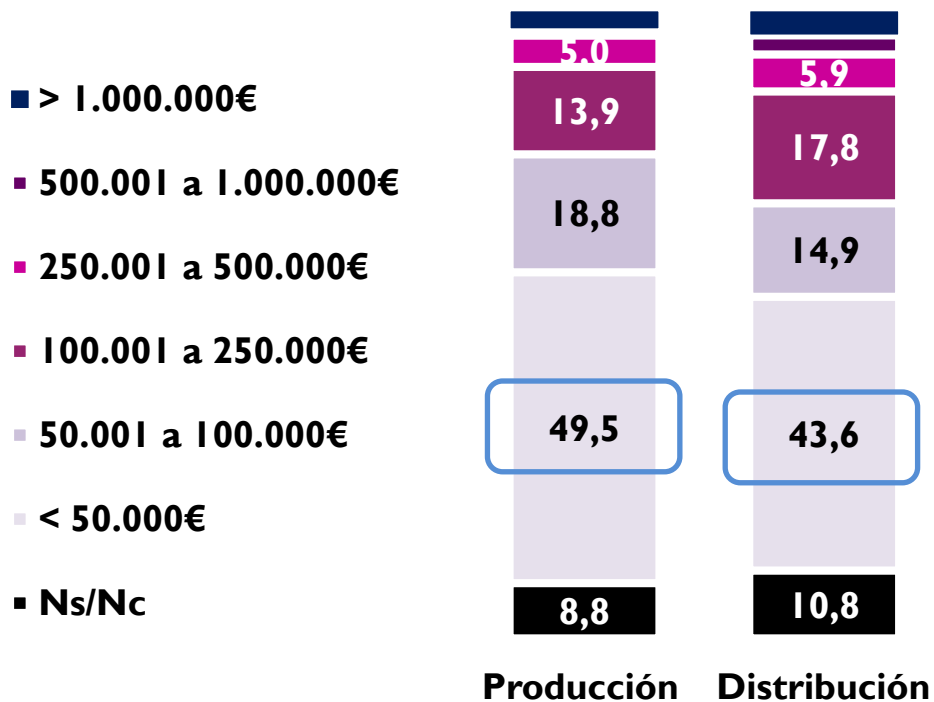 > 1.000.000€
500.001 a 1.000.000€
250.001 a 500.000€
100.001 a 250.000€
50.001 a 100.000€
< 50.000€
Ns/Nc
5,0
13,9
18,8
49,5
8,8
Producción
5,9
17,8
14,9
43,6
10,8
Distribución